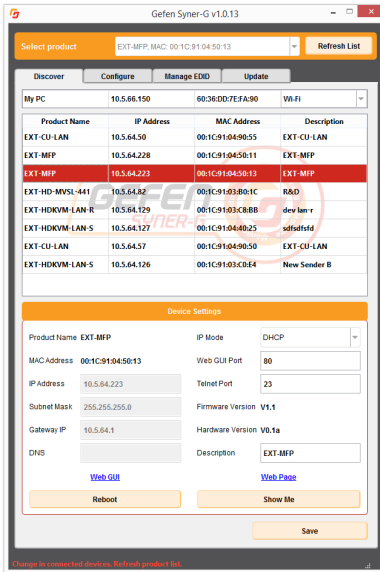 Gefen Syner-G v1.0.13
Select product EXT-MFP, MAC: 00:1C:91:04:50:13 Refresh List
Discover Configure Manage EDID Update
My PC 10.5.66.150 60:36:DD:7E:FA:90 Wi-Fi
Product Name IP Address MAC Address Description
EXT-CU-LAN 10.5.64.50 00:1C:91:04:90:55 EXT-CU-LAN
EXT-MFP 10.5.64.228 00:1C:91:04:50:11 EXT-MFP
EXT-MFP 10.5.64.223 00:1C:91:04:50:13 EXT-MFP
EXT-HD-MVSL-441 10.5.64.82 00:1C:91:03:B0:1C R&D
EXT-HDKVM-LAN-R 10.5.64.129 00:1C:91:03:C8:BB dev lan-r
EXT-HDKVM-LAN-S 10.5.64.127 00:1C:91:04:40:25 sdfsdfsfd
EXT-CU-LAN 10.5.64.57 00:1C:91:04:90:50 EXT-CU-LAN
EXT-HDKVM-LAN-S 10.5.64.126 00:1C:91:03:C0:E4 New Sender B
GEFEN
SYNER-G
Device Settings
Product Name EXT-MFP IP Mode DHCP
MAC Address 00:1C:91:04:50:13 Web GUI Port 80
IP Address 10.5.64.223 Telnet Port 23
Subnet Mask 255.255.255.0 Firmware Version V1.1
Gateway IP 10.5.64.1 Hardware Version V0.1a
DNS Description EXT-MFP
Web GUI Web Page
Reboot Show Me
Save
Change in connected devices. Refresh product list.